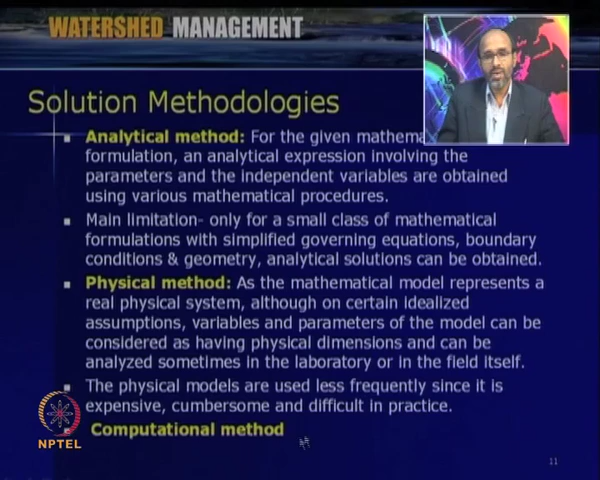 WATERSHED MANAGEMENT
Solution Methodologies
Analytical method: For the given
formulation, an analytical expression involving the
parameters and the independent variables are obtained
using various mathematical procedures.
Main limitation- only for a small class of mathematical
formulations with simplified governing equations, boundary
conditions & geometry, analytical solutions can be obtained.
Physical method: As the mathematical model represents a
real physical system, although on certain idealized
assumptions, variables and parameters of the model can be
considered as having physical dimensions and can be
analyzed sometimes in the laboratory or in the field itself.
The physical models are used less frequently since it is
expensive, cumbersome and difficult in practice.
Computational method
NPTEL
11